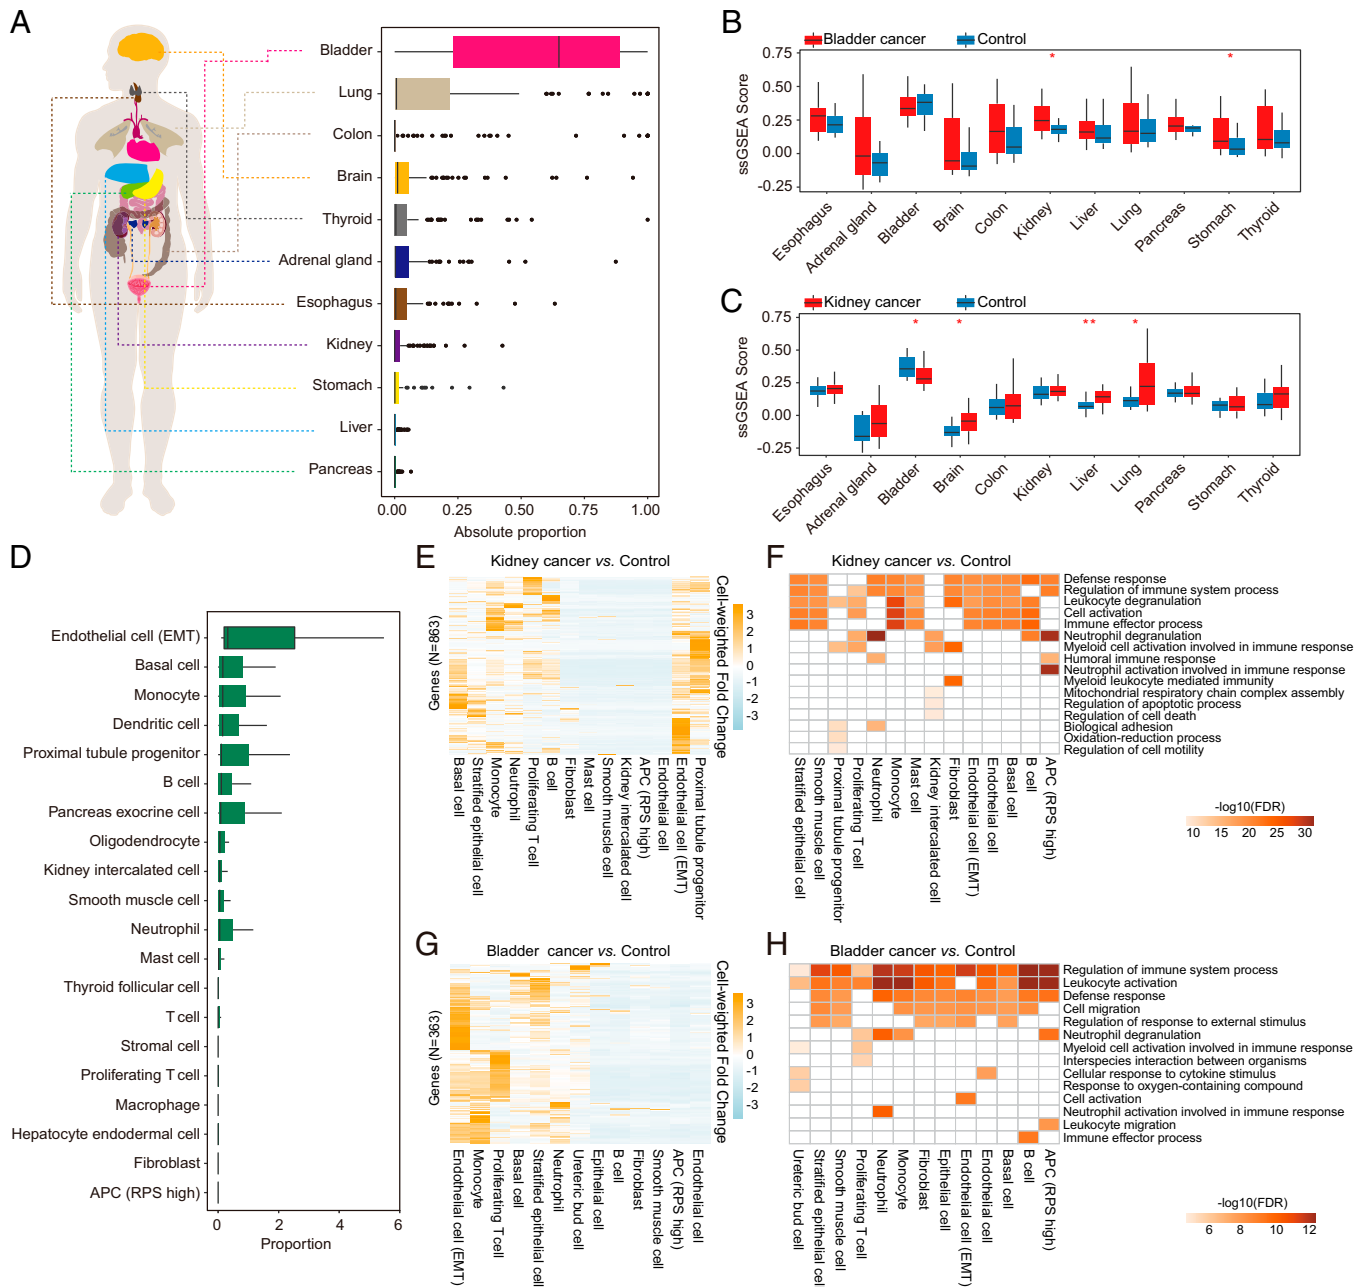 A
Bladder
Lung
Colon
Brain
Thyroid
Adrenal gland
Esophagus
Kidney
Stomach
Liver
Pancreas
0.00 0.25 0.50 0.75 1.00
Absolute proportion
B
Bladder cancer Control
* *
ssGSEA Score
0.75
0.50
0.25
0.00
-0.25
Esophagus
Adrenal gland
Bladder
Brain
Colon
Kidney
Liver
Lung
Pancreas
Stomach
Thyroid
C
Kidney cancer Control
* * ** *
ssGSEA Score
0.75
0.50
0.25
0.00
-0.25
Esophagus
Adrenal gland
Bladder
Brain
Colon
Kidney
Liver
Lung
Pancreas
Stomach
Thyroid
D
Endothelial cell (EMT)
Basal cell
Monocyte
Dendritic cell
Proximal tubule progenitor
B cell
Pancreas exocrine cell
Oligodendrocyte
Kidney intercalated cell
Smooth muscle cell
Neutrophil
Mast cell
Thyroid follicular cell
T cell
Stromal cell
Proliferating T cell
Macrophage
Hepatocyte endodermal cell
Fibroblast
APC (RPS high)
0 2 4 6
Proportion
E
Kidney cancer vs. Control
Genes (N=983)
Cell-weighted Fold Change
3
2
1
0
-1
-2
-3
Basal cell
Stratified epithelial cell
Monocyte
Neutrophil
Proliferating T cell
B cell
Fibroblast
Mast cell
Smooth muscle cell
Kidney intercalated cell
APC (RPS high)
Endothelial cell
Endothelial cell (EMT)
Proximal tubule progenitor
F
Kidney cancer vs. Control
Defense response
Regulation of immune system process
Leukocyte degranulation
Cell activation
Immune effector process
Neutrophil degranulation
Myeloid cell activation involved in immune response
Humoral immune response
Neutrophil activation involved in immune response
Myeloid leukocyte mediated immunity
Mitochondrial respiratory chain complex assembly
Regulation of apoptotic process
Regulation of cell death
Biological adhesion
Oxidation-reduction process
Regulation of cell motility
Stratified epithelial cell
Smooth muscle cell
Proximal tubule progenitor
Proliferating T cell
Neutrophil
Monocyte
Mast cell
Kidney intercalated cell
Fibroblast
Endothelial cell (EMT)
Endothelial cell
Basal cell
B cell
APC (RPS high)
-log10(FDR)
10 15 20 25 30
G
Bladder cancer vs. Control
Genes (N=363)
Cell-weighted Fold Change
3
2
1
0
-1
-2
-3
Endothelial cell (EMT)
Monocyte
Proliferating T cell
Basal cell
Stratified epithelial cell
Neutrophil
Ureteric bud cell
Epithelial cell
B cell
Fibroblast
Smooth muscle cell
APC (RPS high)
Endothelial cell
H
Bladder cancer vs. Control
Regulation of immune system process
Leukocyte activation
Defense response
Cell migration
Regulation of response to external stimulus
Neutrophil degranulation
Myeloid cell activation involved in immune response
Interspecies interaction between organisms
Cellular response to cytokine stimulus
Response to oxygen-containing compound
Cell activation
Neutrophil activation involved in immune response
Leukocyte migration
Immune effector process
Ureteric bud cell
Stratified epithelial cell
Smooth muscle cell
Proliferating T cell
Neutrophil
Monocyte
Fibroblast
Epithelial cell
Endothelial cell (EMT)
Endothelial cell
Basal cell
B cell
APC (RPS high)
-log10(FDR)
6 8 10 12